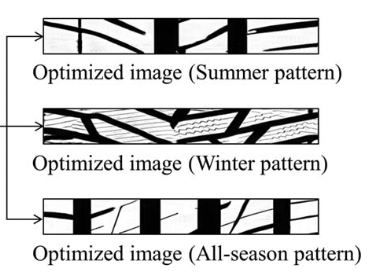 Optimized image (Summer pattern)
Optimized image (Winter pattern)
Optimized image (All-season pattern)